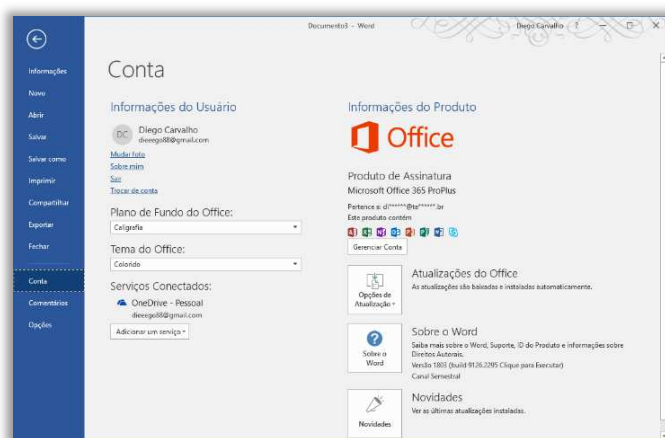 Documento3 - Word
Diego Carvalho
?
Informações
Novo
Abrir
Salvar
Salvar como
Imprimir
Compartilhar
Exportar
Fechar
Conta
Comentários
Opções
Conta
Informações do Usuário
DC
Diego Carvalho
dieeego88@gmail.com
Mudar foto
Sobre mim
Sair
Trocar de conta
Plano de Fundo do Office:
Caligrafia
Tema do Office:
Colorido
Serviços Conectados:
OneDrive - Pessoal
dieeego88@gmail.com
Adicionar um serviço
Informações do Produto
Office
Produto de Assinatura
Microsoft Office 365 ProPlus
Pertence a: di******@te******.br
Este produto contém
Gerenciar Conta
Opções de
Atualização
Atualizações do Office
As atualizações são baixadas e instaladas automaticamente.
Sobre o
Word
Sobre o Word
Saiba mais sobre o Word, Suporte, ID do Produto e Informações sobre
Direitos Autorais.
Versão 1803 (build 9126.2295 Clique para Executar)
Canal Semestral
Novidades
Novidades
Ver as últimas atualizações instaladas.